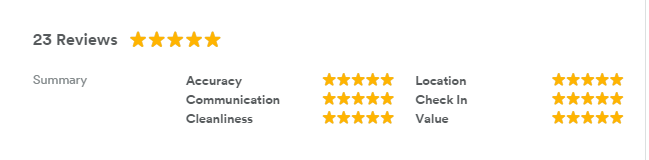 23 Reviews
Summary
Accuracy
Location
Communication
Check In
Cleanliness
Value